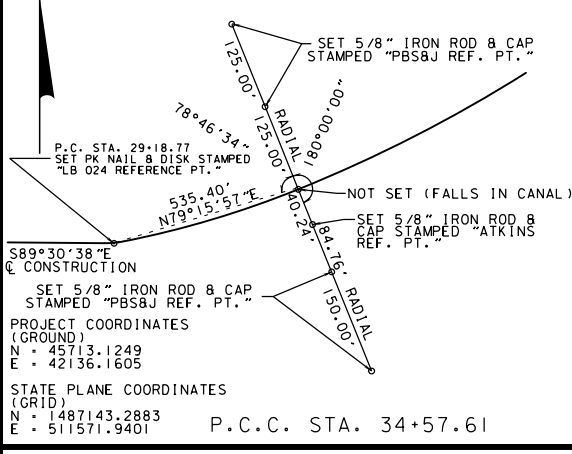 SET 5/8" IRON ROD & CAP
STAMPED "PBS&J REF. PT."
125.00'
RADIAL
125.00'
78°46'34"
180°00'00"
P.C. STA. 29+18.77
SET PK NAIL & DISK STAMPED
"LB 024 REFERENCE PT."
535.40'
N79°15'57"E
NOT SET (FALLS IN CANAL)
40.24'
SET 5/8" IRON ROD &
CAP STAMPED "ATKINS
REF. PT."
84.76'
RADIAL
150.00'
S89°30'38"E
℄ CONSTRUCTION
SET 5/8" IRON ROD & CAP
STAMPED "PBS&J REF. PT."
PROJECT COORDINATES
(GROUND)
N = 45713.1249
E = 42136.1605
STATE PLANE COORDINATES
(GRID)
N = 1487143.2883
E = 511571.9401
P.C.C. STA. 34+57.61